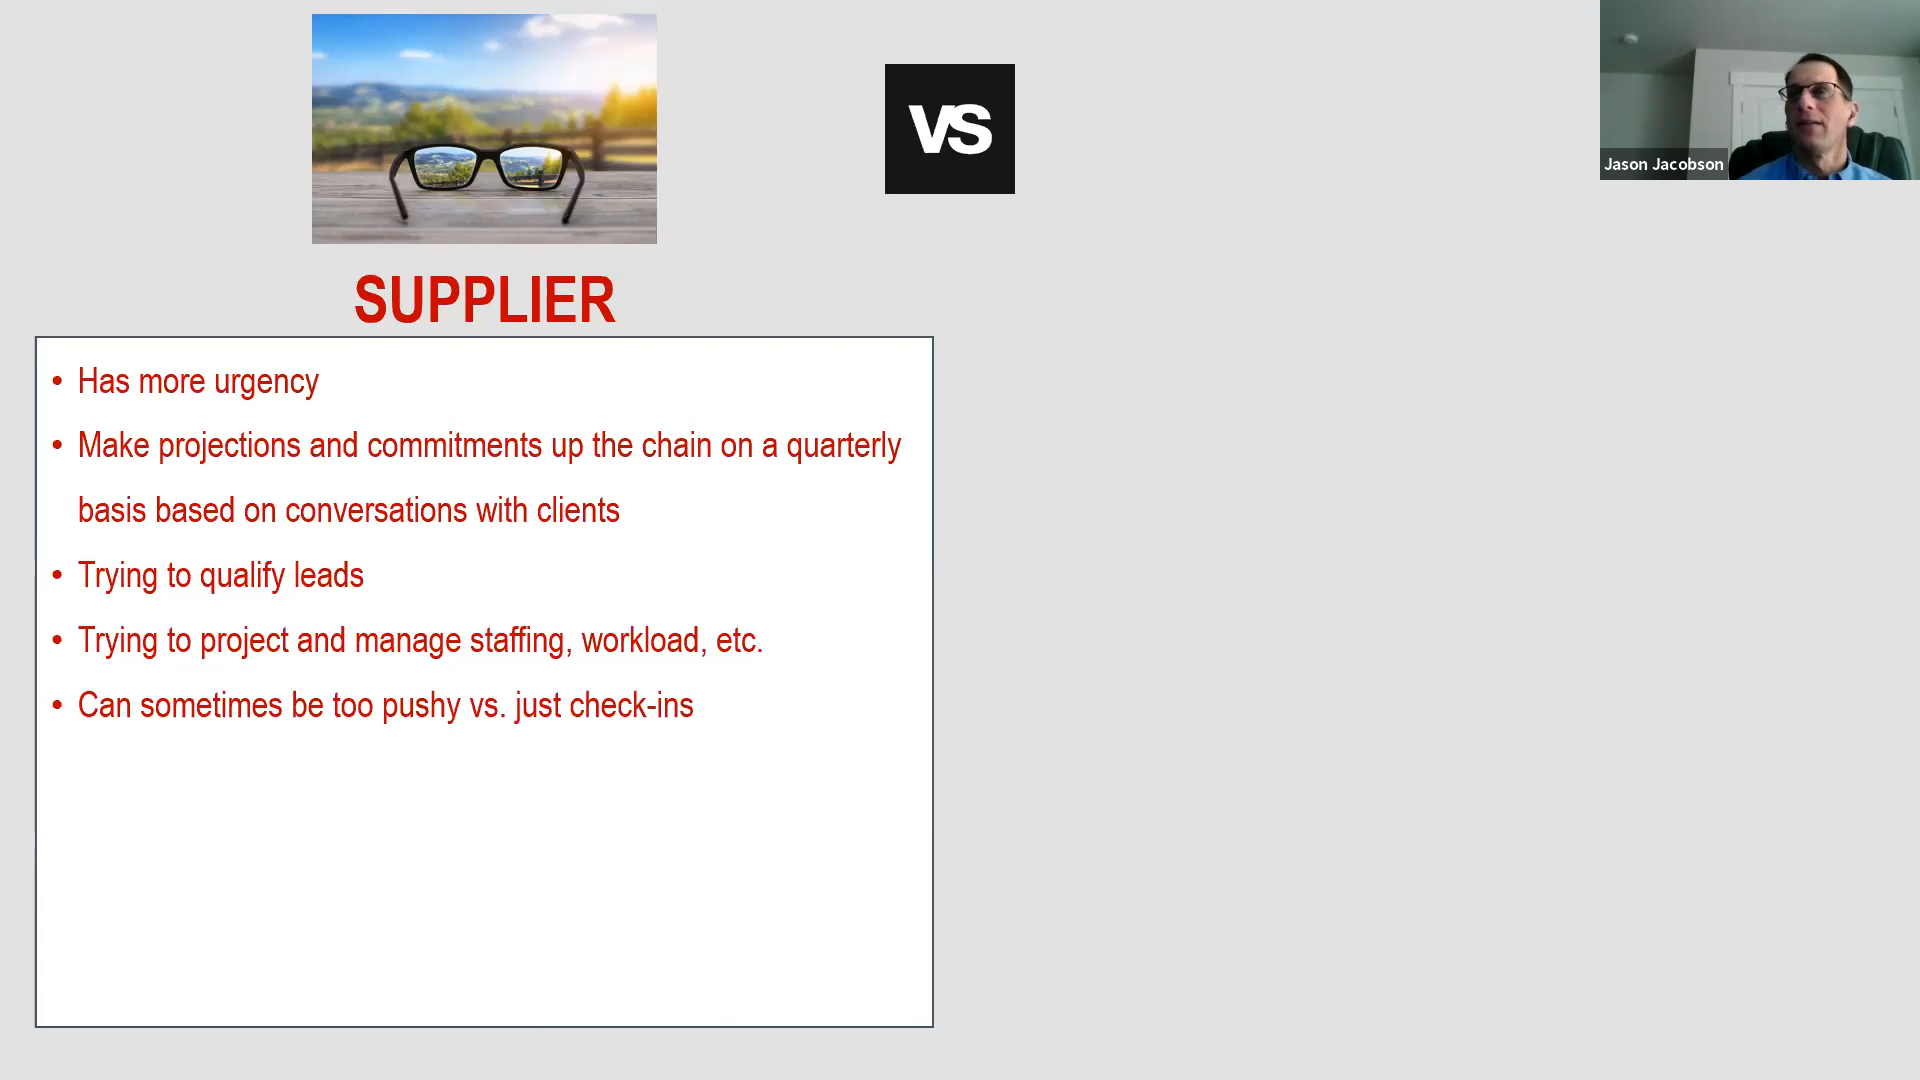 VS
Jason Jacobson
SUPPLIER
• Has more urgency
• Make projections and commitments up the chain on a quarterly
basis based on conversations with clients
• Trying to qualify leads
• Trying to project and manage staffing, workload, etc.
• Can sometimes be too pushy vs. just check-ins